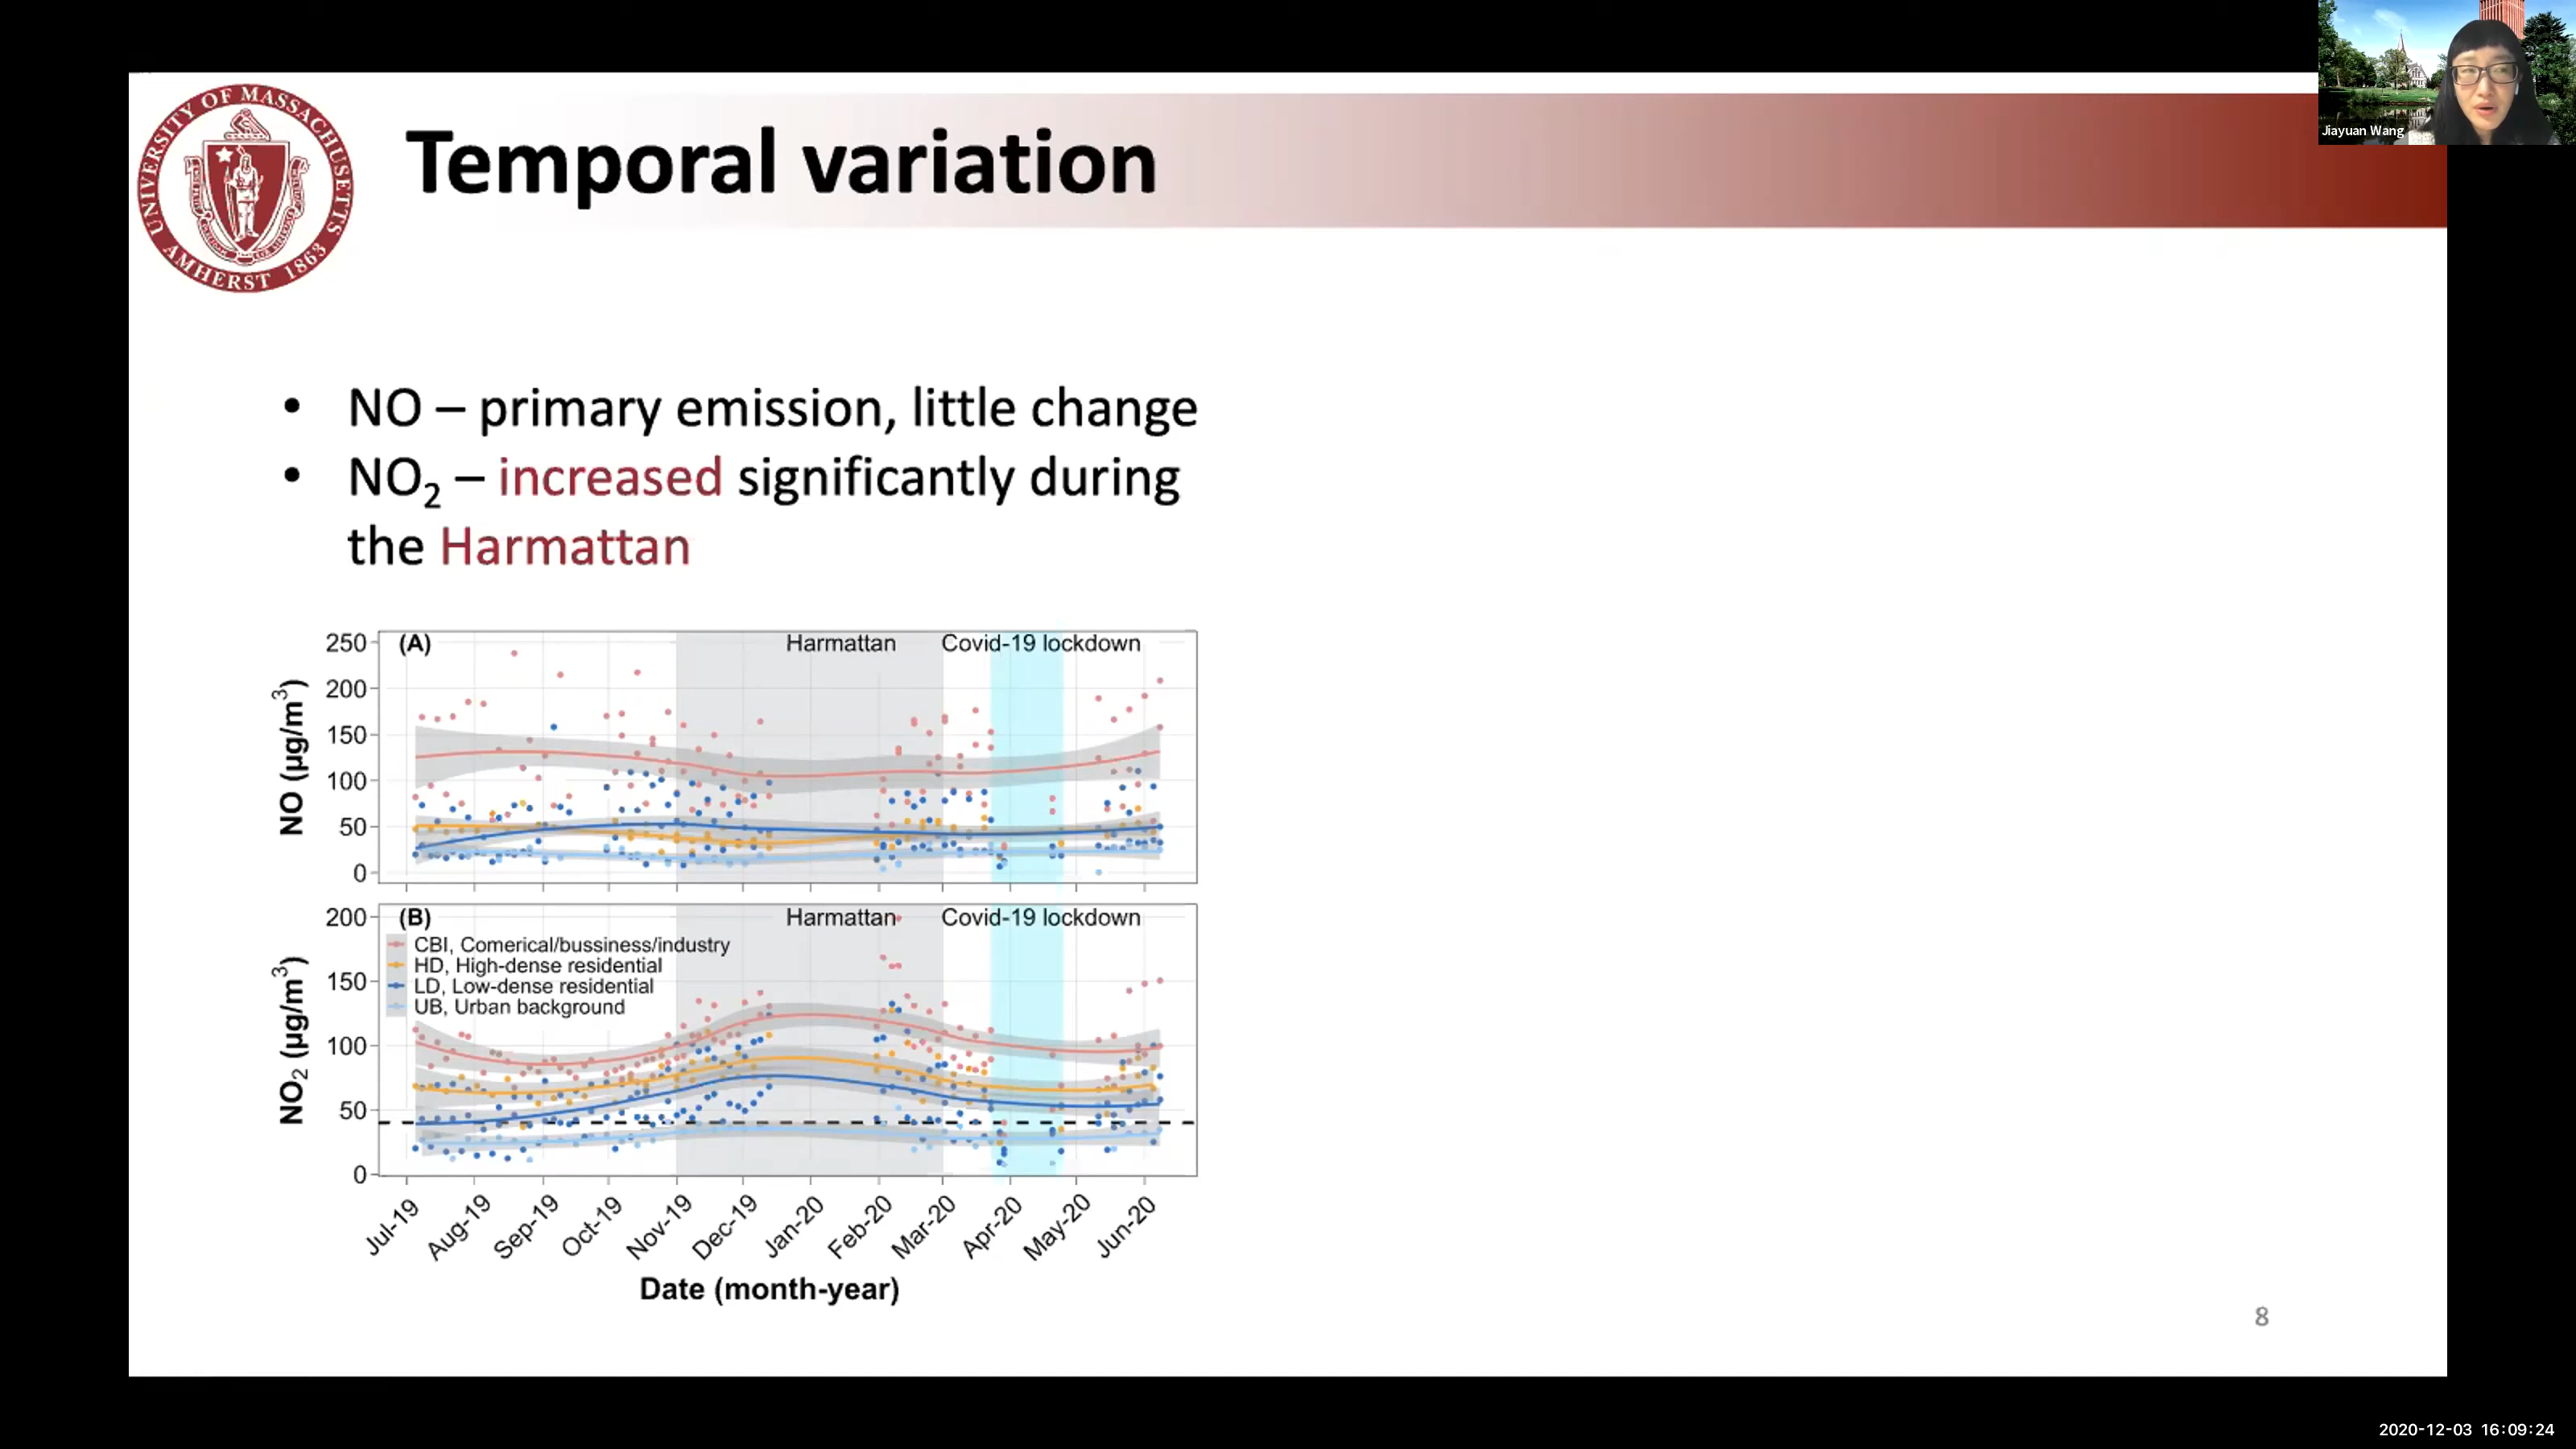 Jiayuan Wang
UNIVERSITY OF MASSACHUSETTS
AMHERST 1863
Temporal variation
• NO – primary emission, little change
• NO₂ – increased significantly during
the Harmattan
(A)
Harmattan
Covid-19 lockdown
NO (µg/m³)
250
200
150
100
50
0
(B)
Harmattan
Covid-19 lockdown
CBI, Comerical/bussiness/industry
HD, High-dense residential
LD, Low-dense residential
UB, Urban background
NO₂ (µg/m³)
200
150
100
50
0
Jul-19 Aug-19 Sep-19 Oct-19 Nov-19 Dec-19 Jan-20 Feb-20 Mar-20 Apr-20 May-20 Jun-20
Date (month-year)
8
2020-12-03 16:09:24